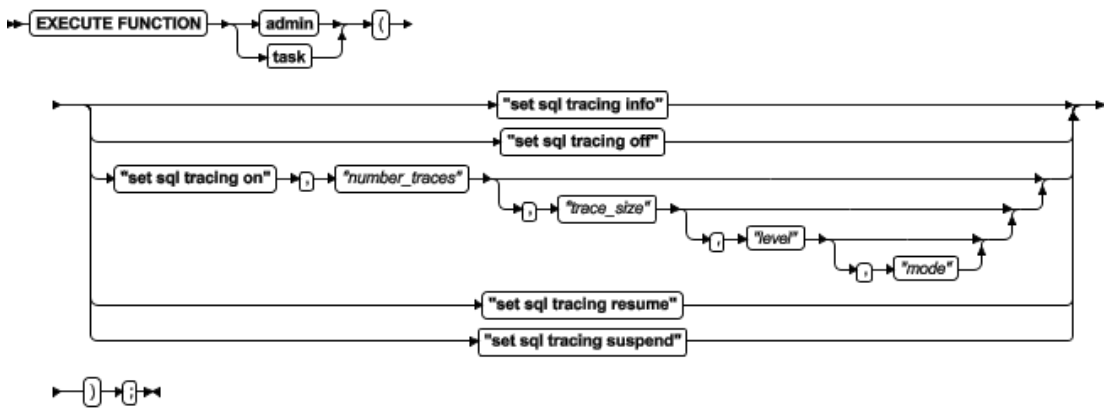 EXECUTE FUNCTION admin (
task
"set sql tracing info"
"set sql tracing off"
"set sql tracing on" , "number_traces"
, "trace_size"
, "level"
, "mode"
"set sql tracing resume"
"set sql tracing suspend"
) ;